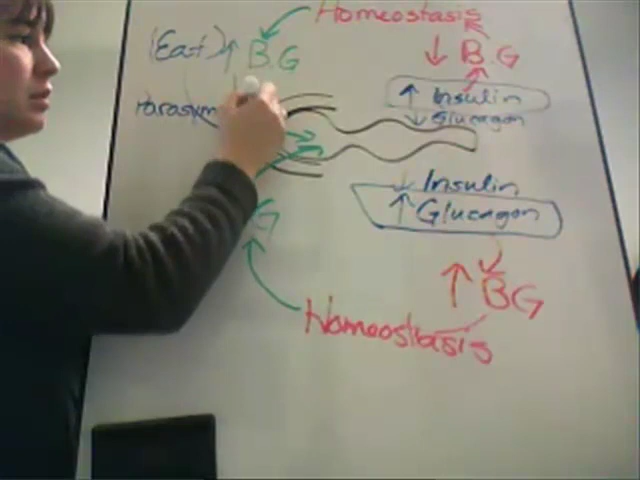 Homeostasis
(Eat) ↑ B.G
↓ B.G
↑ Insulin
↓ Glucagon
↓ Insulin
↑ Glucagon
↑ BG
Homeostasis